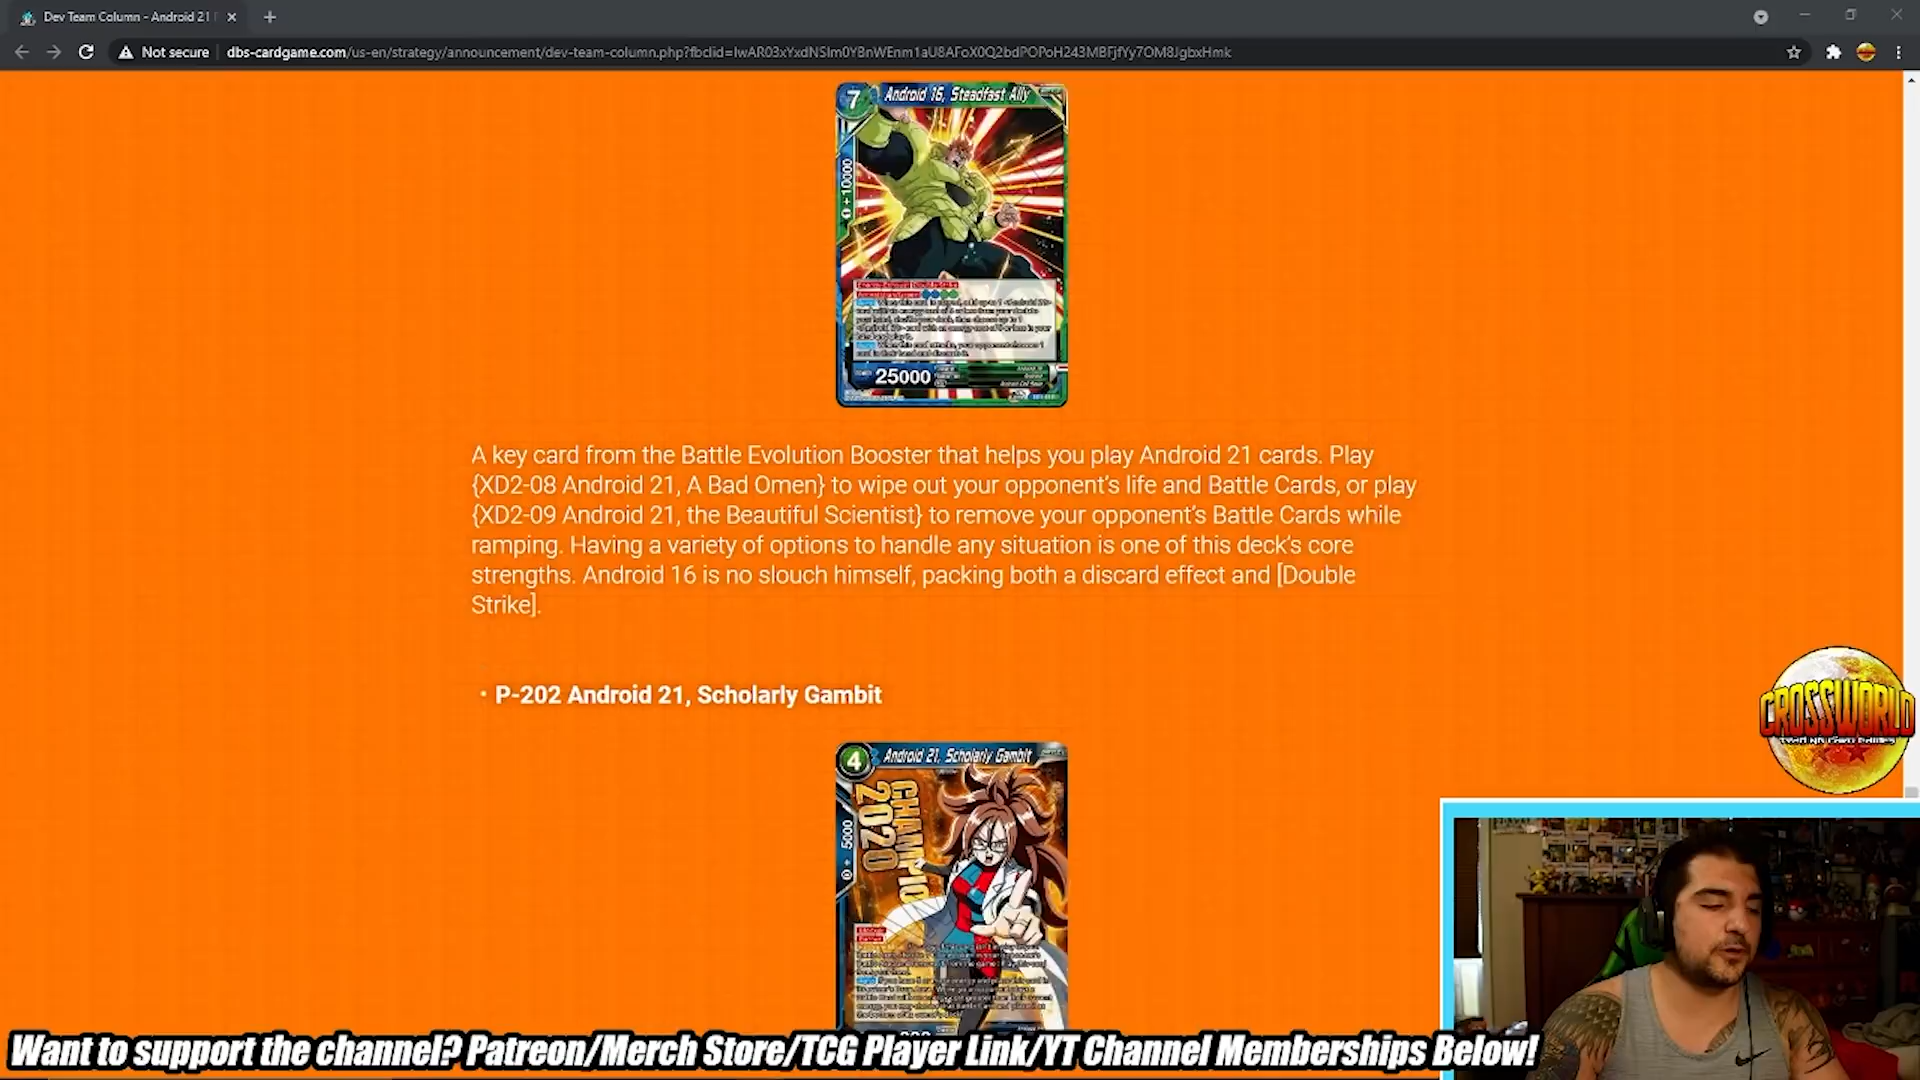 Dev Team Column - Android 21
Not secure
dbs-cardgame.com/us-en/strategy/announcement/dev-team-column.php?fbclid=IwAR03xYxdNSIm0YBnWEnm1aU8AFoX0Q2bdPOPoH243MBFjfYy7OM8JgbxHmk
7 Android 16, Steadfast Ally
+ 10000
25000
A key card from the Battle Evolution Booster that helps you play Android 21 cards. Play
{XD2-08 Android 21, A Bad Omen} to wipe out your opponent's life and Battle Cards, or play
{XD2-09 Android 21, the Beautiful Scientist} to remove your opponent's Battle Cards while
ramping. Having a variety of options to handle any situation is one of this deck's core
strengths. Android 16 is no slouch himself, packing both a discard effect and [Double
Strike].
· P-202 Android 21, Scholarly Gambit
4 Android 21, Scholarly Gambit
CHAMPIO
2020
+ 5000
CROSSWORLD
Want to support the channel? Patreon/Merch Store/TCG Player Link/YT Channel Memberships Below!